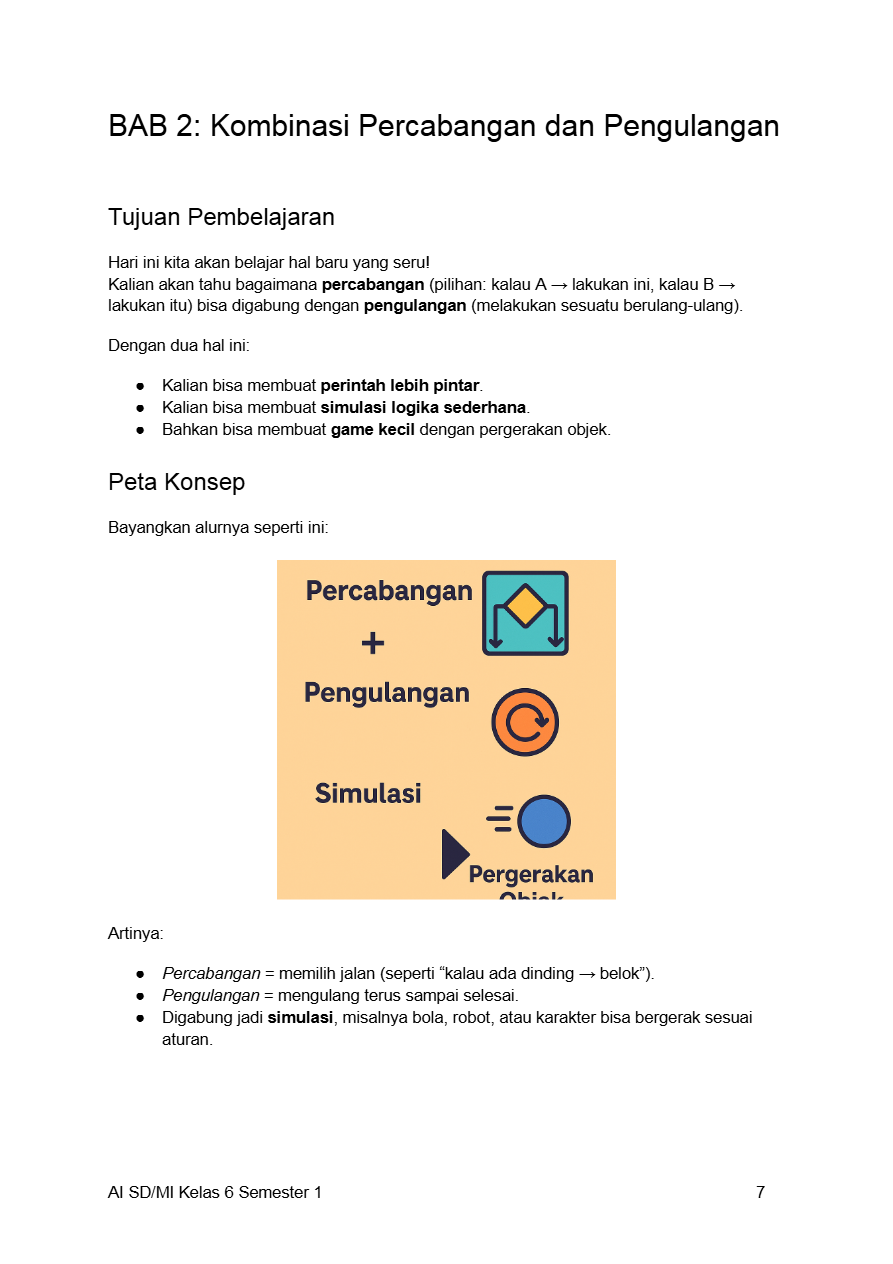 BAB 2: Kombinasi Percabangan dan Pengulangan
Tujuan Pembelajaran
Hari ini kita akan belajar hal baru yang seru!
Kalian akan tahu bagaimana percabangan (pilihan: kalau A → lakukan ini, kalau B →
lakukan itu) bisa digabung dengan pengulangan (melakukan sesuatu berulang-ulang).
Dengan dua hal ini:
● Kalian bisa membuat perintah lebih pintar.
● Kalian bisa membuat simulasi logika sederhana.
● Bahkan bisa membuat game kecil dengan pergerakan objek.
Peta Konsep
Bayangkan alurnya seperti ini:
Percabangan
+
Pengulangan
Simulasi
Pergerakan
Objek
Artinya:
● Percabangan = memilih jalan (seperti “kalau ada dinding → belok”).
● Pengulangan = mengulang terus sampai selesai.
● Digabung jadi simulasi, misalnya bola, robot, atau karakter bisa bergerak sesuai
aturan.
AI SD/MI Kelas 6 Semester 1 7